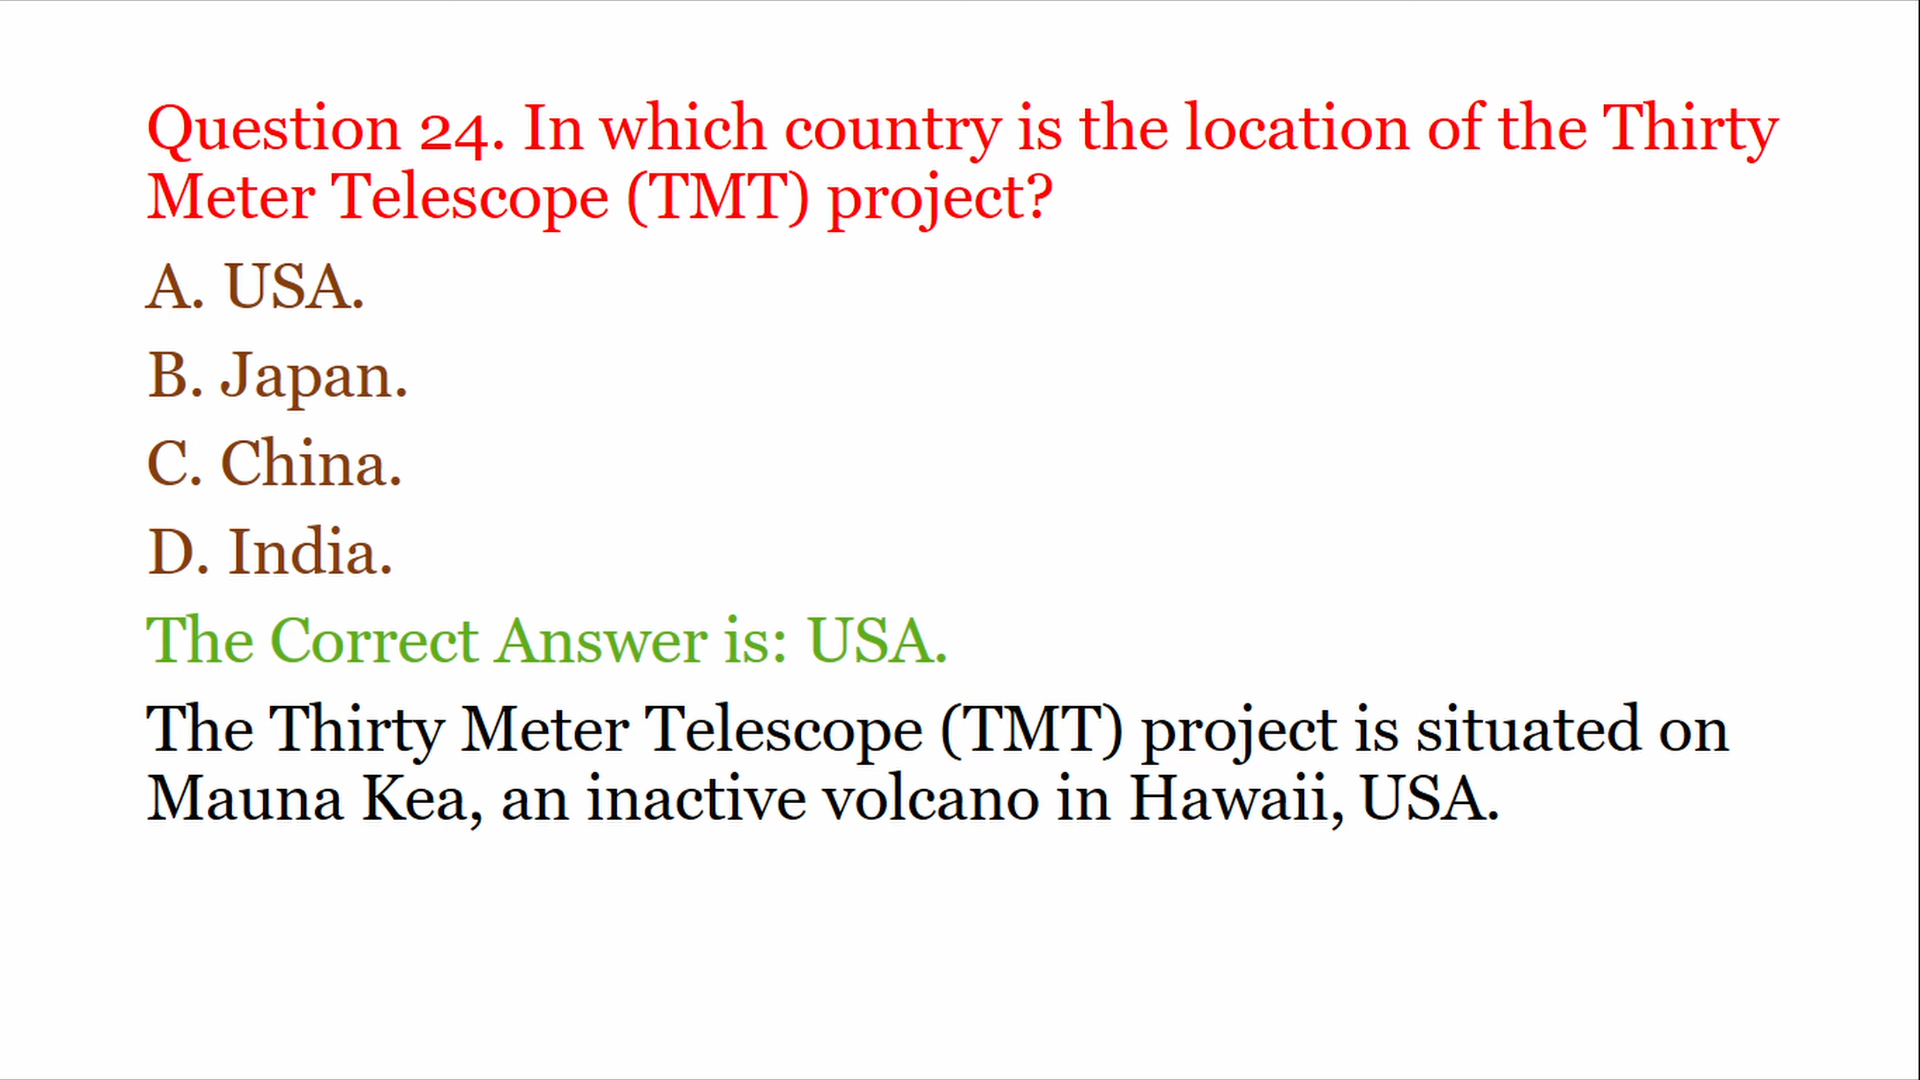 Question 24. In which country is the location of the Thirty
Meter Telescope (TMT) project?
A. USA.
B. Japan.
C. China.
D. India.
The Correct Answer is: USA.
The Thirty Meter Telescope (TMT) project is situated on
Mauna Kea, an inactive volcano in Hawaii, USA.